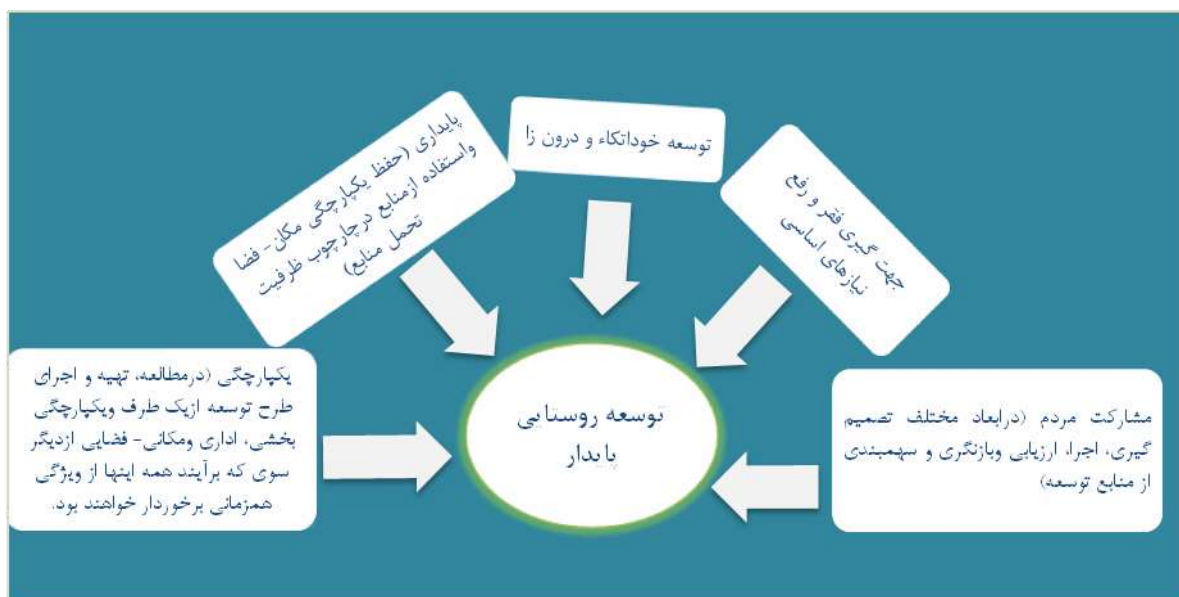 توسعه خوداتکاء و درون زا
جهت گیری فقر و رفع
نیازهای اساسی
پایداری (حفظ یکپارچگی مکان- فضا
واستفاده ازمنابع درچارچوب ظرفیت
تحمل منابع)
مشارکت مردم (درابعاد مختلف تصمیم
گیری، اجرا، ارزیابی وبازنگری و سهمبندی
از منابع توسعه)
یکپارچگی (درمطالعه، تهیه و اجرای
طرح توسعه ازیک طرف ویکپارچگی
بخشی، اداری ومکانی- فضایی ازدیگر
سوی که برآیند همه اینها از ویژگی
همزمانی برخوردار خواهند بود.
توسعه روستایی
پایدار